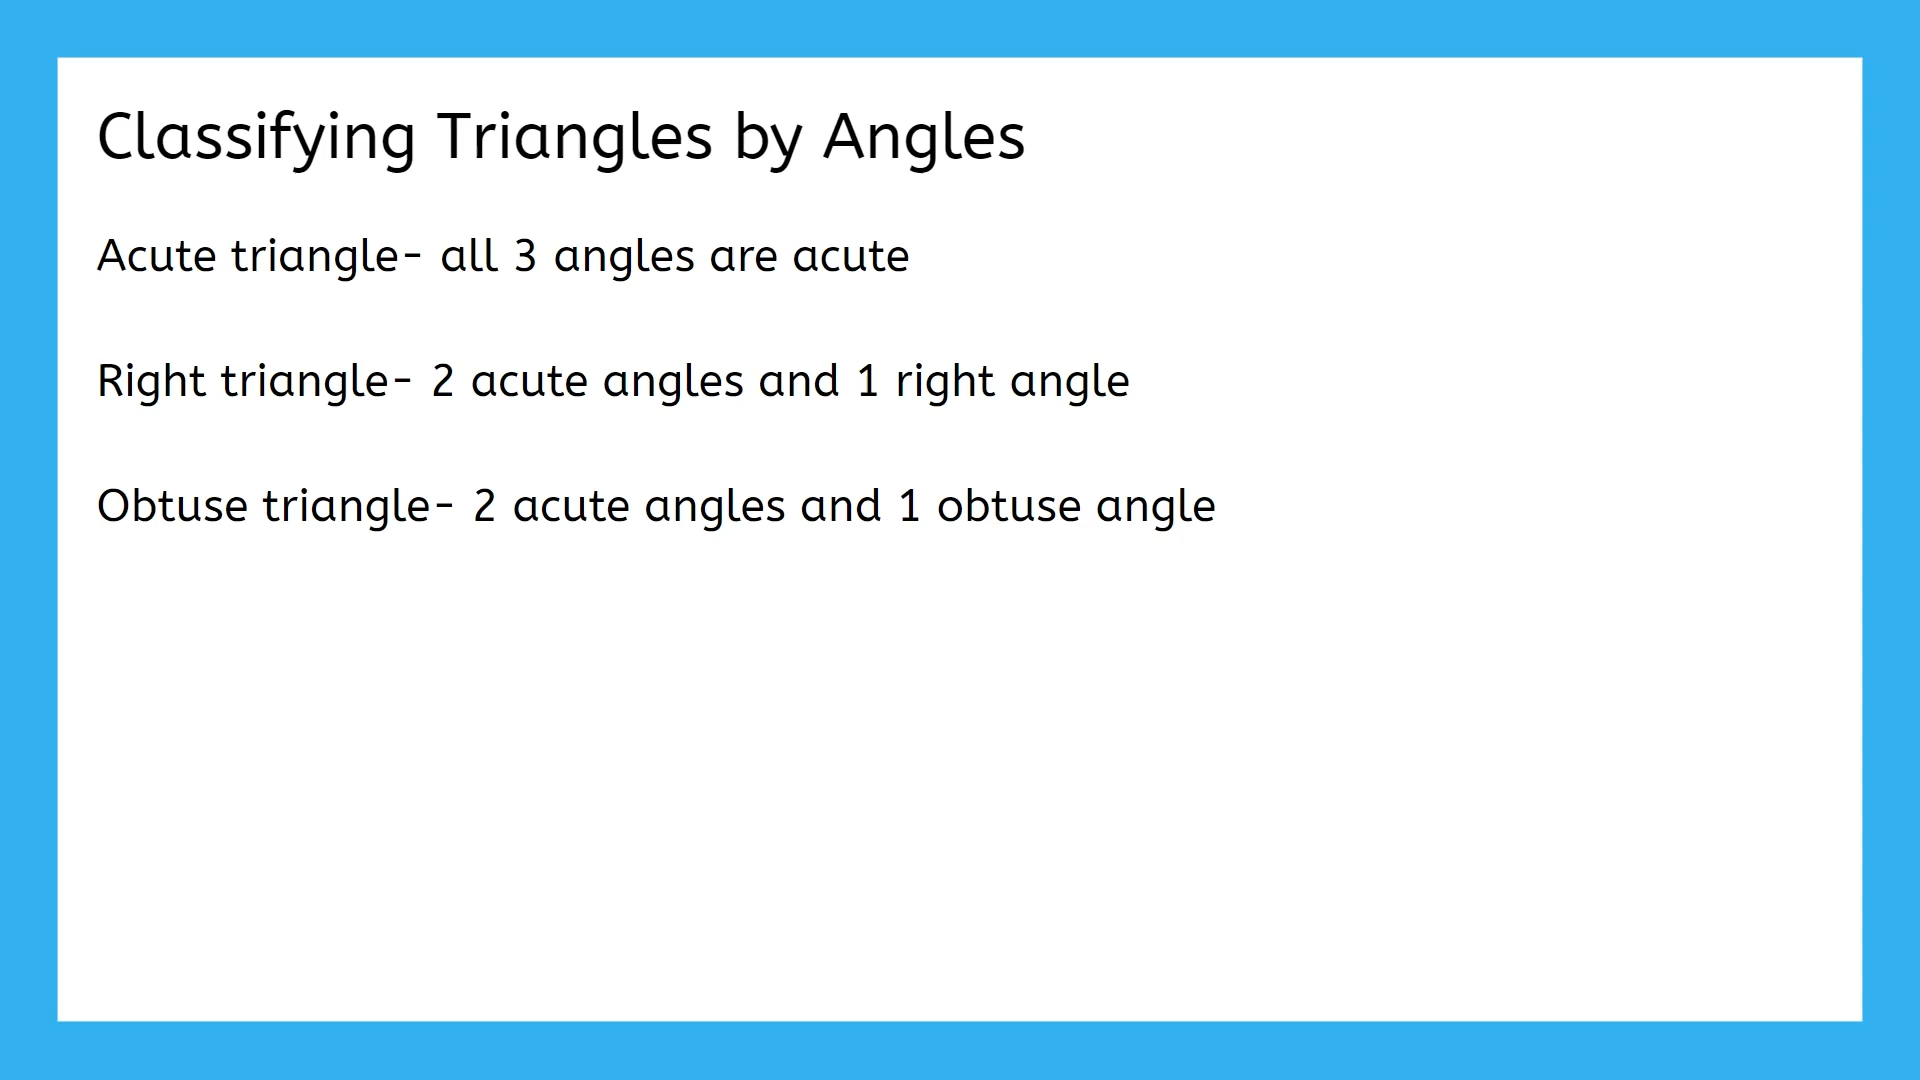 Classifying Triangles by Angles
Acute triangle- all 3 angles are acute
Right triangle- 2 acute angles and 1 right angle
Obtuse triangle- 2 acute angles and 1 obtuse angle